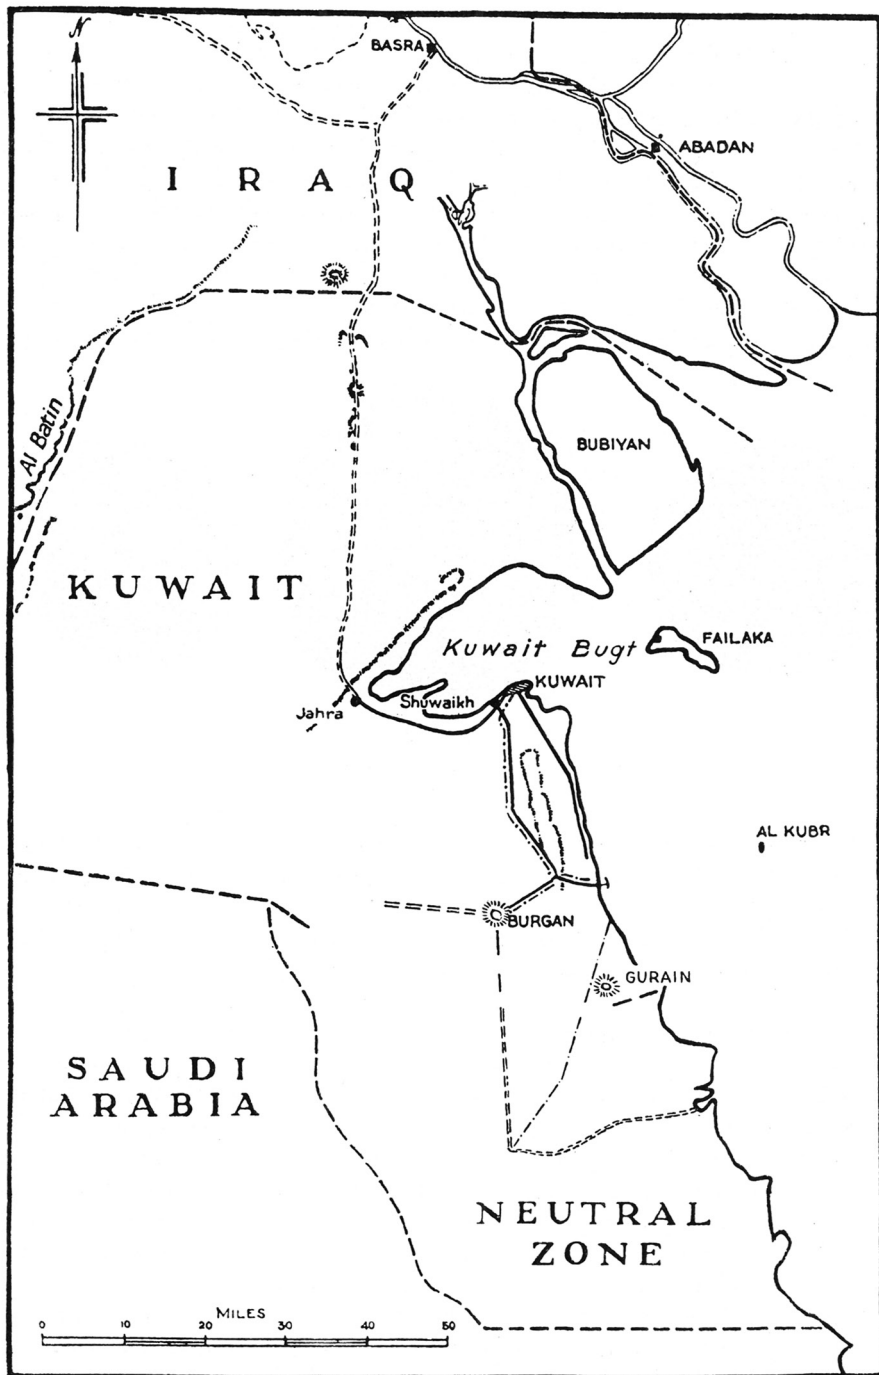 N
BASRA
ABADAN
IRAQ
Al Batin
BUBIYAN
KUWAIT
Kuwait Bugt
FAILAKA
KUWAIT
Shuwaikh
Jahra
AL KUBR
BURGAN
GURAIN
SAUDI
ARABIA
NEUTRAL
ZONE
MILES
0 10 20 30 40 50